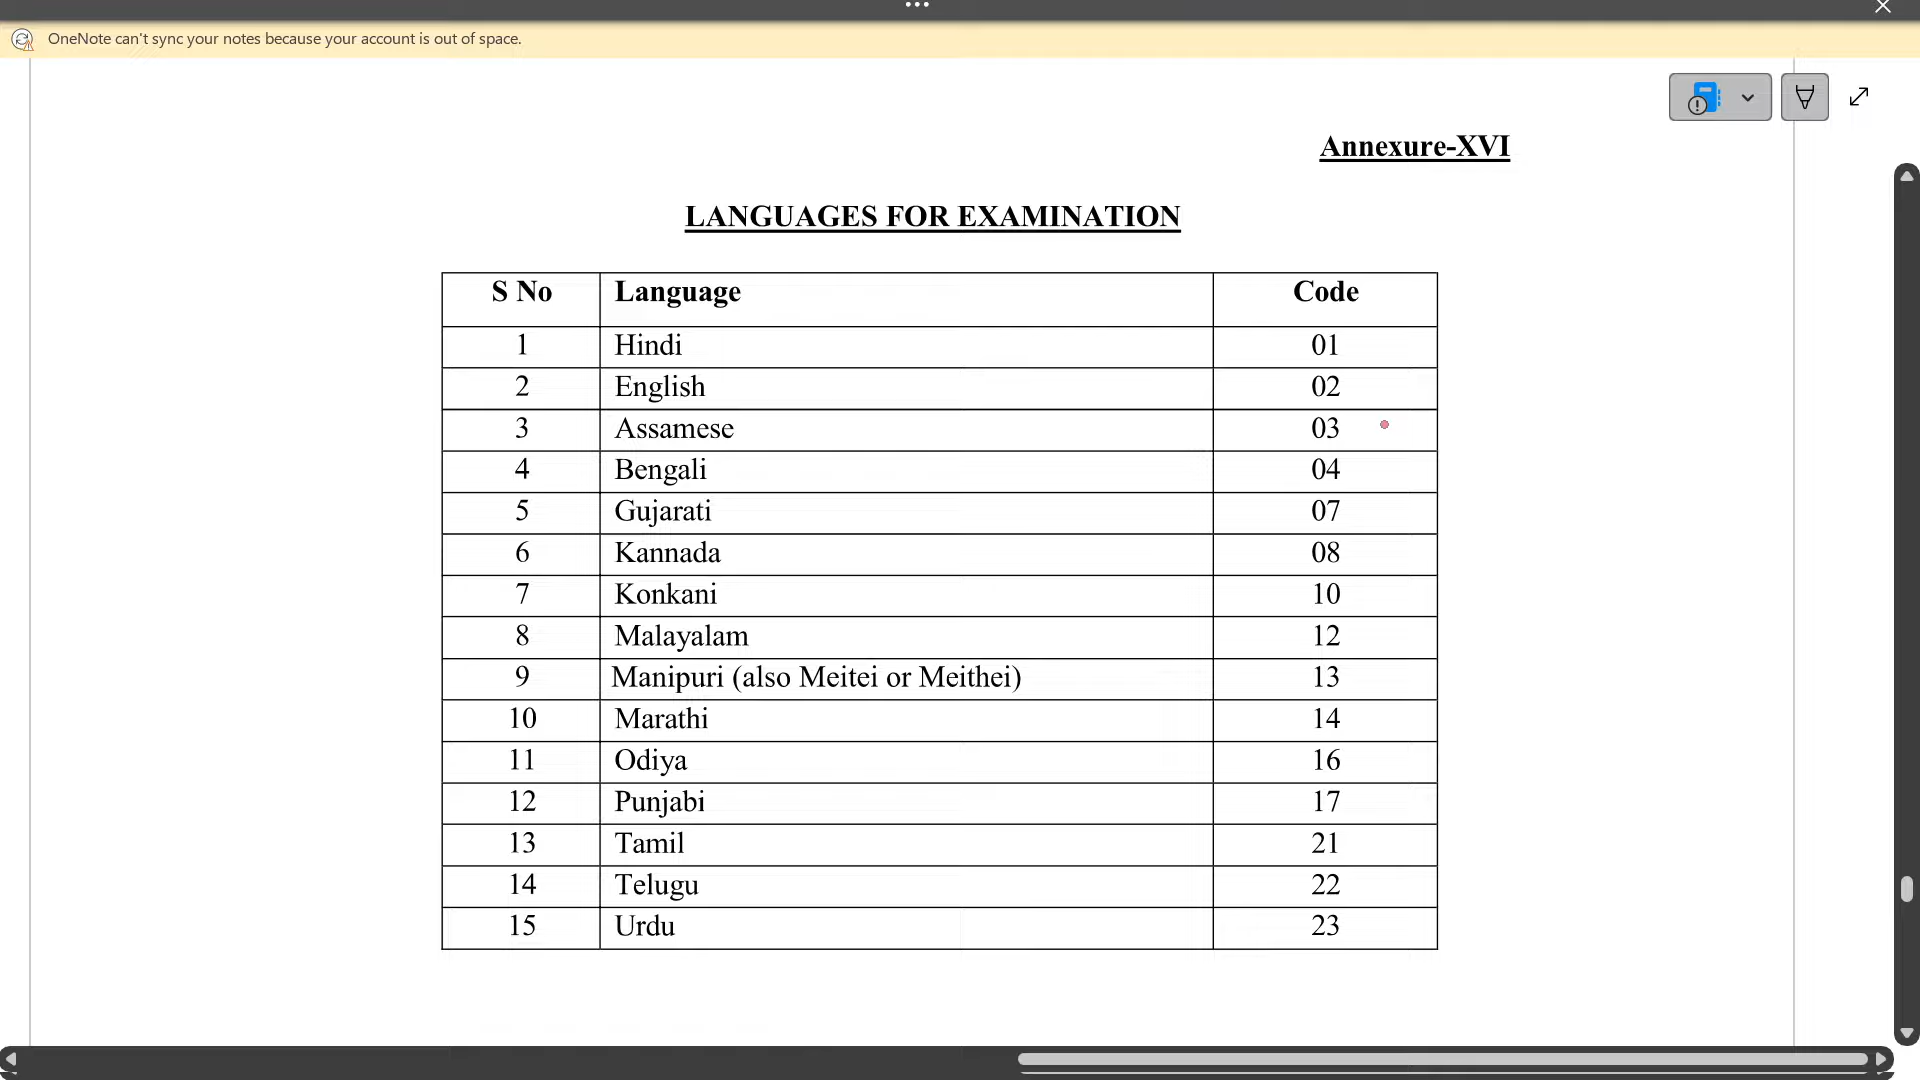 OneNote can't sync your notes because your account is out of space.
Annexure-XVI
LANGUAGES FOR EXAMINATION
S No Language Code
1 Hindi 01
2 English 02
3 Assamese 03
4 Bengali 04
5 Gujarati 07
6 Kannada 08
7 Konkani 10
8 Malayalam 12
9 Manipuri (also Meitei or Meithei) 13
10 Marathi 14
11 Odiya 16
12 Punjabi 17
13 Tamil 21
14 Telugu 22
15 Urdu 23